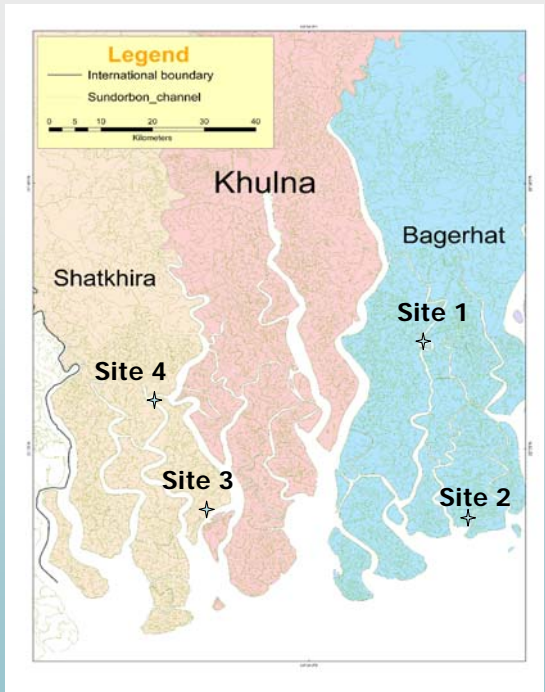 Legend
International boundary
Sundorbon_channel
0 5 10 20 30 40
Kilometers
Khulna
Bagerhat
Shatkhira
Site 1
Site 4
Site 3
Site 2